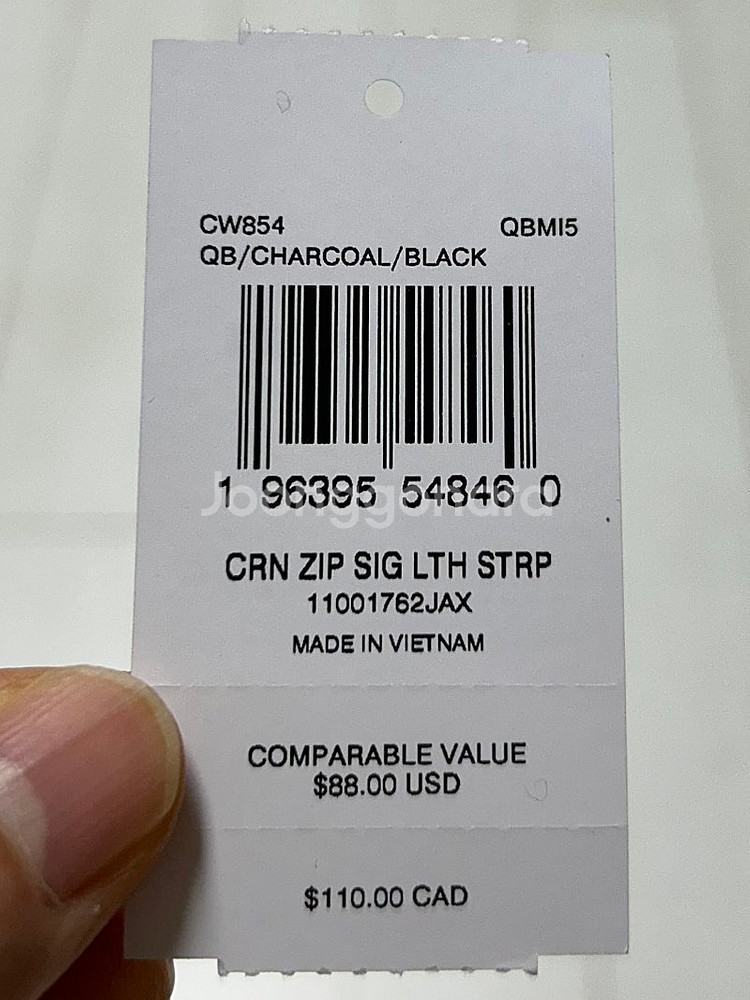 CW854 QBMI5
QB/CHARCOAL/BLACK
1 96395 54846 0
Joonggonara
CRN ZIP SIG LTH STRP
11001762JAX
MADE IN VIETNAM
COMPARABLE VALUE
$88.00 USD
$110.00 CAD